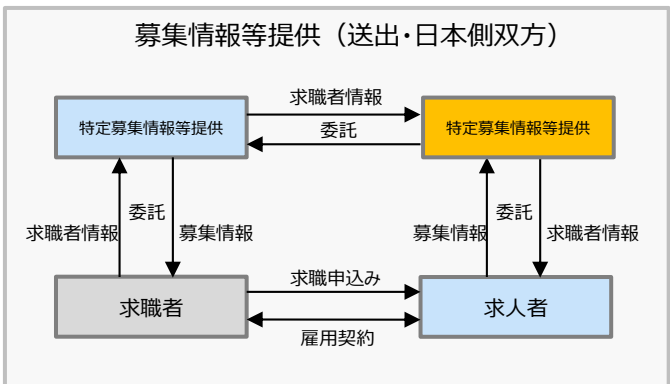 募集情報等提供（送出・日本側双方）
求職者情報
特定募集情報等提供
特定募集情報等提供
委託
委託
委託
求職者情報
募集情報
募集情報
求職者情報
求職申込み
求職者
求人者
雇用契約